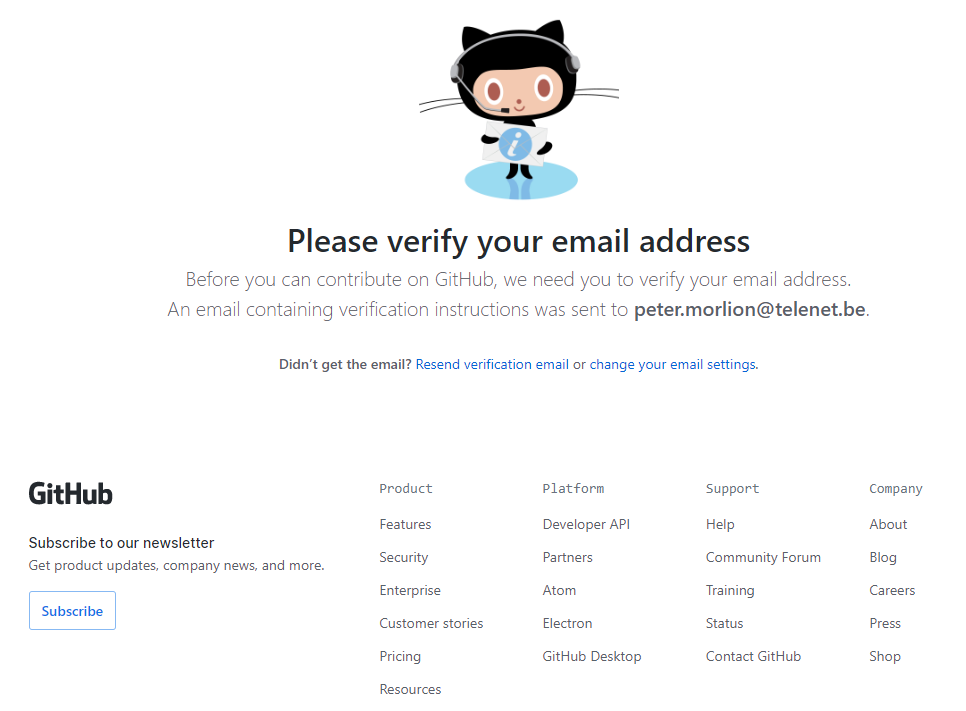 Please verify your email address
Before you can contribute on GitHub, we need you to verify your email address.
An email containing verification instructions was sent to peter.morlion@telenet.be.
Didn't get the email? Resend verification email or change your email settings.
GitHub
Subscribe to our newsletter
Get product updates, company news, and more.
Subscribe
Product
Features
Security
Enterprise
Customer stories
Pricing
Resources
Platform
Developer API
Partners
Atom
Electron
GitHub Desktop
Support
Help
Community Forum
Training
Status
Contact GitHub
Company
About
Blog
Careers
Press
Shop